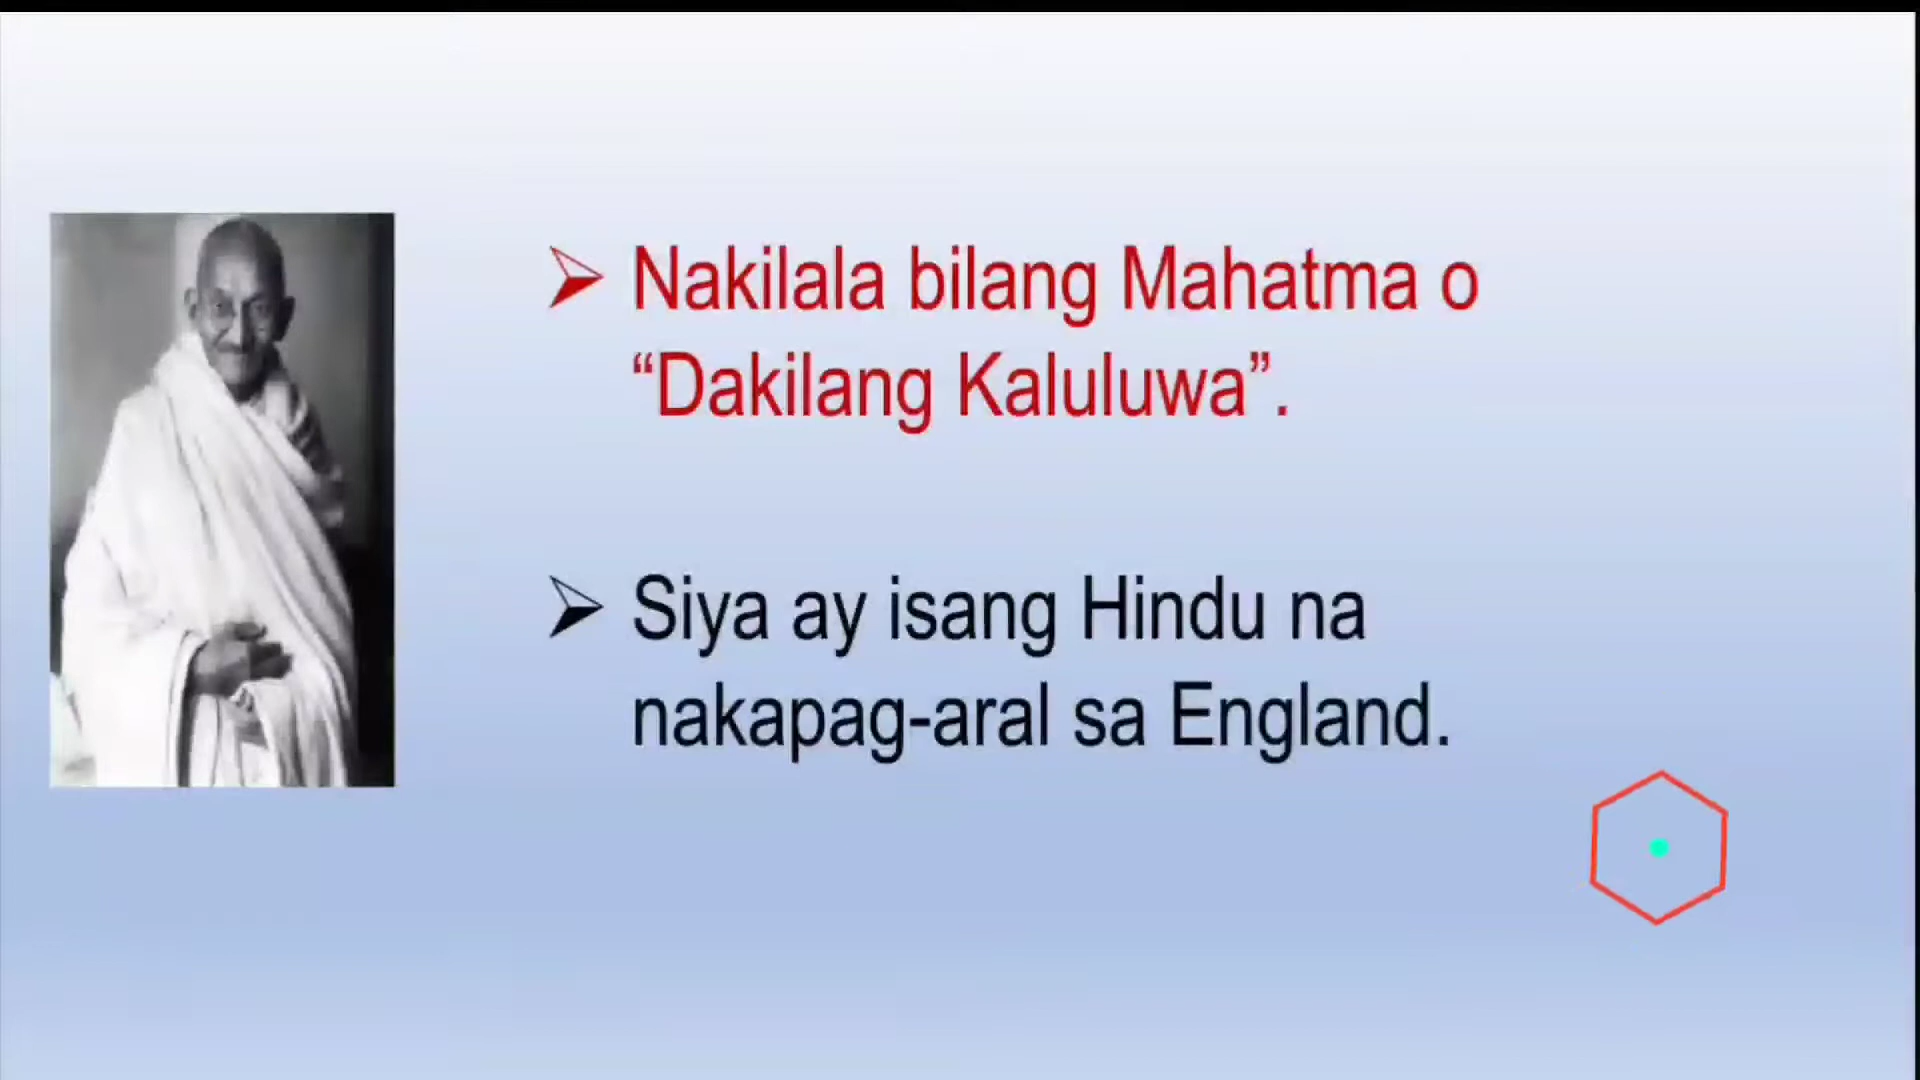 Nakilala bilang Mahatma o
“Dakilang Kaluluwa”.
Siya ay isang Hindu na
nakapag-aral sa England.